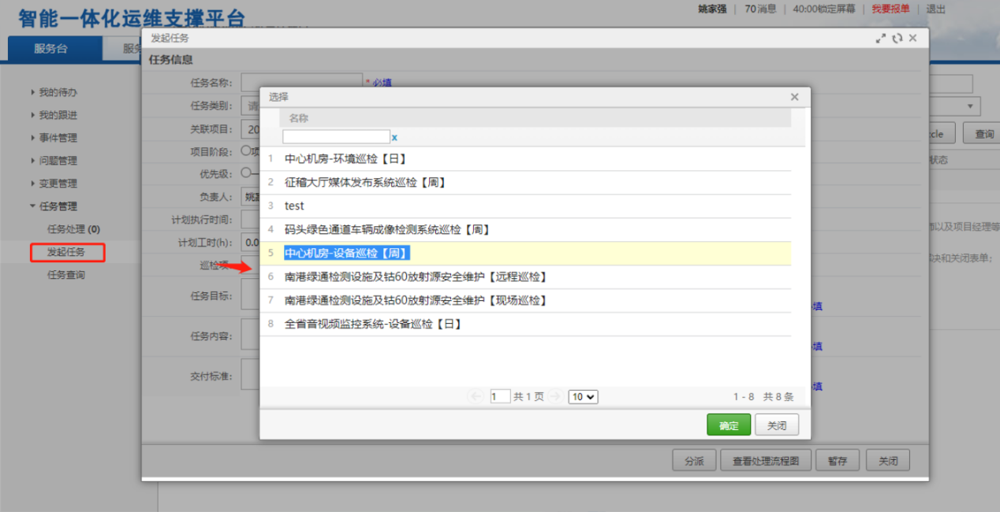 智能一体化运维支撑平台
姚家强 | 70消息 | 40:00锁定屏幕 | 我要报单 | 退出
服务台
服务
发起任务
任务信息
我的待办
我的跟进
事件管理
问题管理
变更管理
任务管理
任务处理 (0)
发起任务
任务查询
任务名称:
* 必填
任务类别:
请
关联项目:
20
项目阶段:
项
优先级:
一
负责人:
计划执行时间:
计划工时(h):
0.0
巡检项
任务目标:
任务内容:
交付标准:
选择
名称
x
1 中心机房-环境巡检【日】
2 征稽大厅媒体发布系统巡检【周】
3 test
4 码头绿色通道车辆成像检测系统巡检【周】
5 中心机房-设备巡检【周】
6 南港绿通检测设施及钴60放射源安全维护【远程巡检】
7 南港绿通检测设施及钴60放射源安全维护【现场巡检】
8 全省音视频监控系统-设备巡检【日】
1 共 1 页 10
1 - 8 共 8 条
确定
关闭
填
填
填
分派
查看处理流程图
暂存
关闭
cle
查询
状态
以及项目经理等
决和关闭表单;